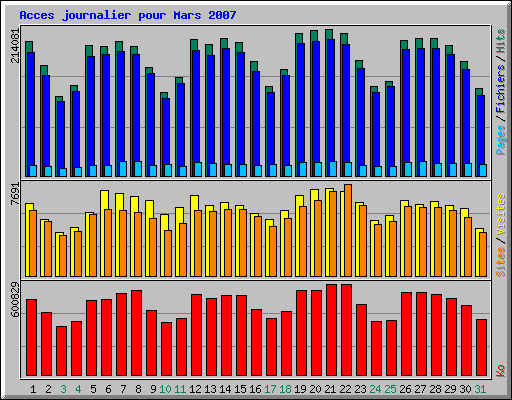 Acces journalier pour Mars 2007
214081
Pages / Fichiers / Hits
7691
Sites / Visites
600829
Ko
1 2 3 4 5 6 7 8 9 10 11 12 13 14 15 16 17 18 19 20 21 22 23 24 25 26 27 28 29 30 31